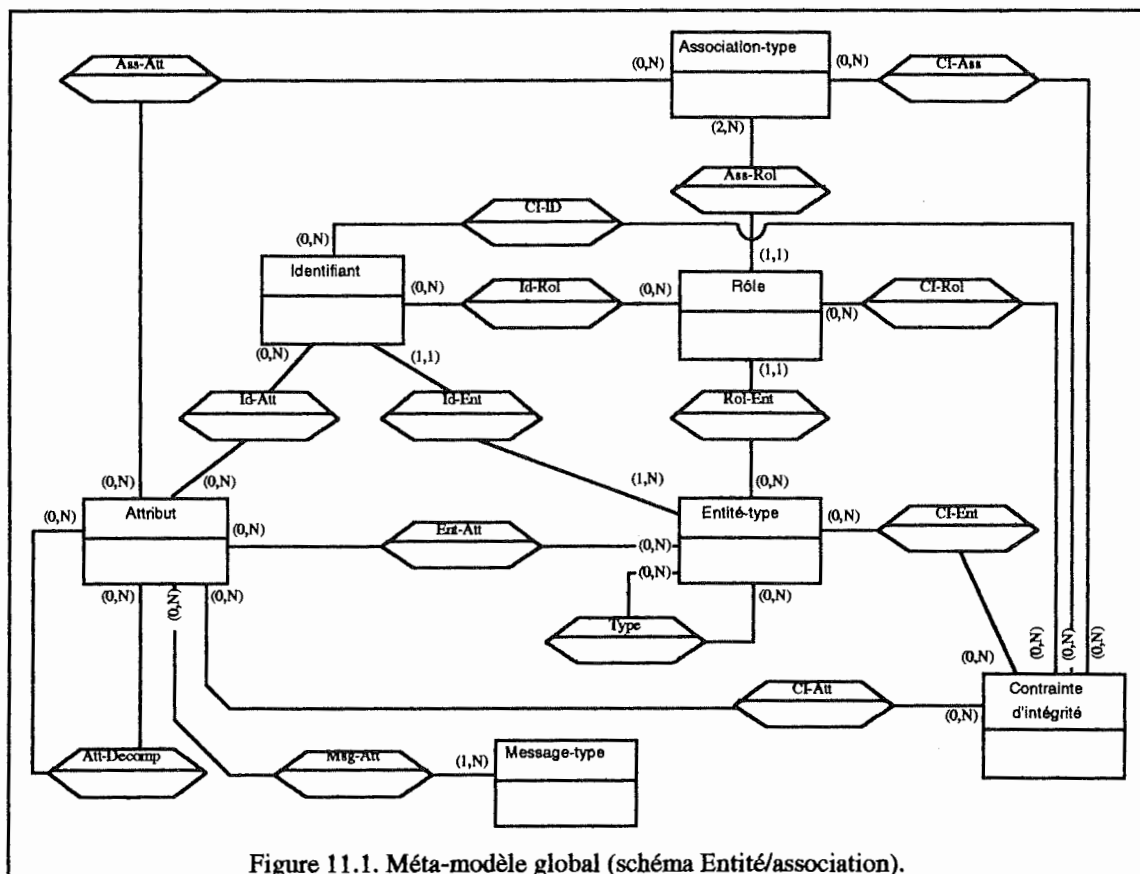 Association-type
Ass-Att
(0,N)
(0,N)
CI-Ass
(2,N)
Ass-Rol
CI-ID
(0,N)
(1,1)
Identifiant
Rôle
(0,N)
Id-Rol
(0,N)
(0,N)
CI-Rol
(0,N)
(1,1)
(1,1)
Id-Att
Id-Ent
Rol-Ent
(0,N)
(0,N)
(1,N)
(0,N)
(0,N)
Attribut
Entité-type
(0,N)
CI-Ent
(0,N)
Ent-Att
(0,N)
(0,N)
(0,N)
(0,N)
(0,N)
(0,N)
Type
(0,N)
(0,N)
(0,N)
(0,N)
CI-Att
(0,N)
Contrainte
d'intégrité
Att-Decomp
Msg-Att
(1,N)
Message-type
Figure 11.1. Méta-modèle global (schéma Entité/association).